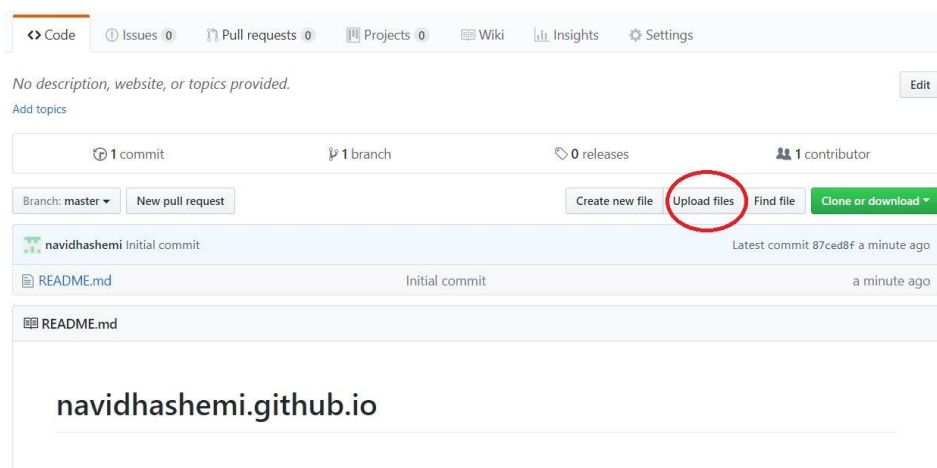 Code Issues 0 Pull requests 0 Projects 0 Wiki Insights Settings
No description, website, or topics provided. Edit
Add topics
1 commit 1 branch 0 releases 1 contributor
Branch: master New pull request Create new file Upload files Find file Clone or download
navidhashemi Initial commit Latest commit 87ced8f a minute ago
README.md Initial commit a minute ago
README.md
navidhashemi.github.io